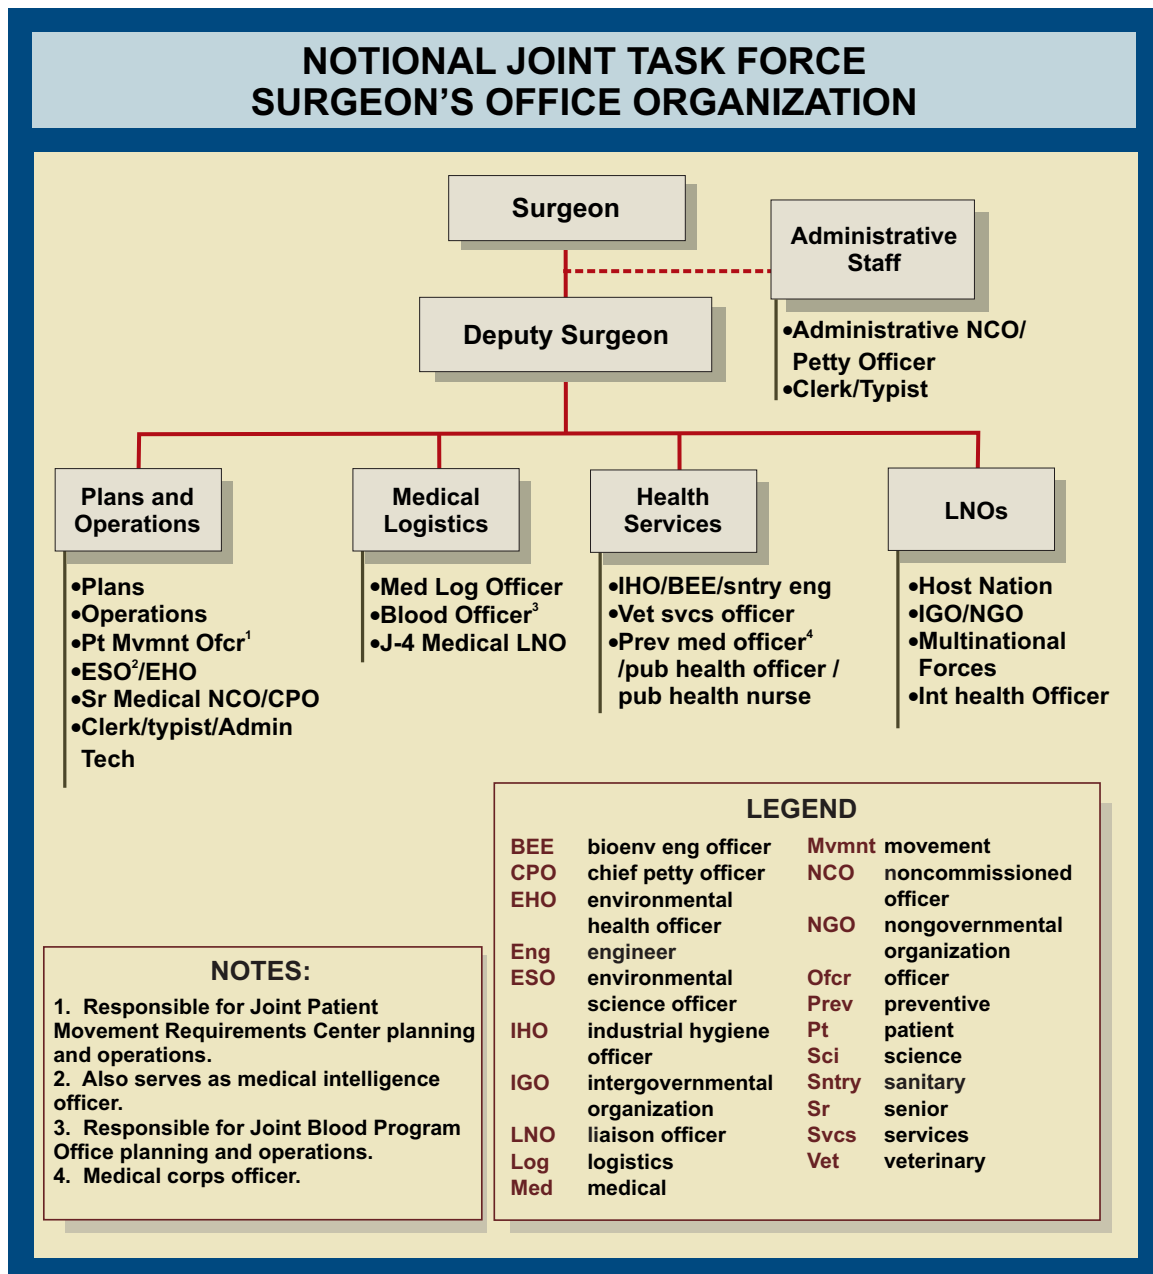 NOTIONAL JOINT TASK FORCE
SURGEON’S OFFICE ORGANIZATION
Surgeon
Administrative
Staff
•Administrative NCO/
Petty Officer
•Clerk/Typist
Deputy Surgeon
Plans and
Operations
•Plans
•Operations
•Pt Mvmnt Ofcr¹
•ESO²/EHO
•Sr Medical NCO/CPO
•Clerk/typist/Admin
Tech
Medical
Logistics
•Med Log Officer
•Blood Officer³
•J-4 Medical LNO
Health
Services
•IHO/BEE/sntry eng
•Vet svcs officer
•Prev med officer⁴
/pub health officer /
pub health nurse
LNOs
•Host Nation
•IGO/NGO
•Multinational
Forces
•Int health Officer
NOTES:
1. Responsible for Joint Patient
Movement Requirements Center planning
and operations.
2. Also serves as medical intelligence
officer.
3. Responsible for Joint Blood Program
Office planning and operations.
4. Medical corps officer.
LEGEND
BEE bioenv eng officer
CPO chief petty officer
EHO environmental
health officer
Eng engineer
ESO environmental
science officer
IHO industrial hygiene
officer
IGO intergovernmental
organization
LNO liaison officer
Log logistics
Med medical
Mvmnt movement
NCO noncommissioned
officer
NGO nongovernmental
organization
Ofcr officer
Prev preventive
Pt patient
Sci science
Sntry sanitary
Sr senior
Svcs services
Vet veterinary